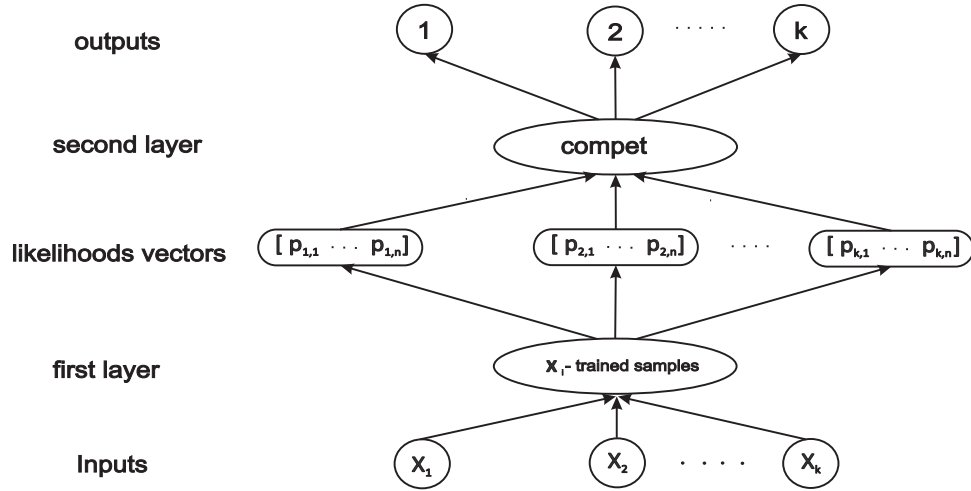 outputs 1 2 ····· k
second layer compet
likelihoods vectors [ p1,1 ··· p1,n] [ p2,1 ··· p2,n] ···· [ pk,1 ··· pk,n]
first layer x i- trained samples
Inputs X1 X2 ···· Xk